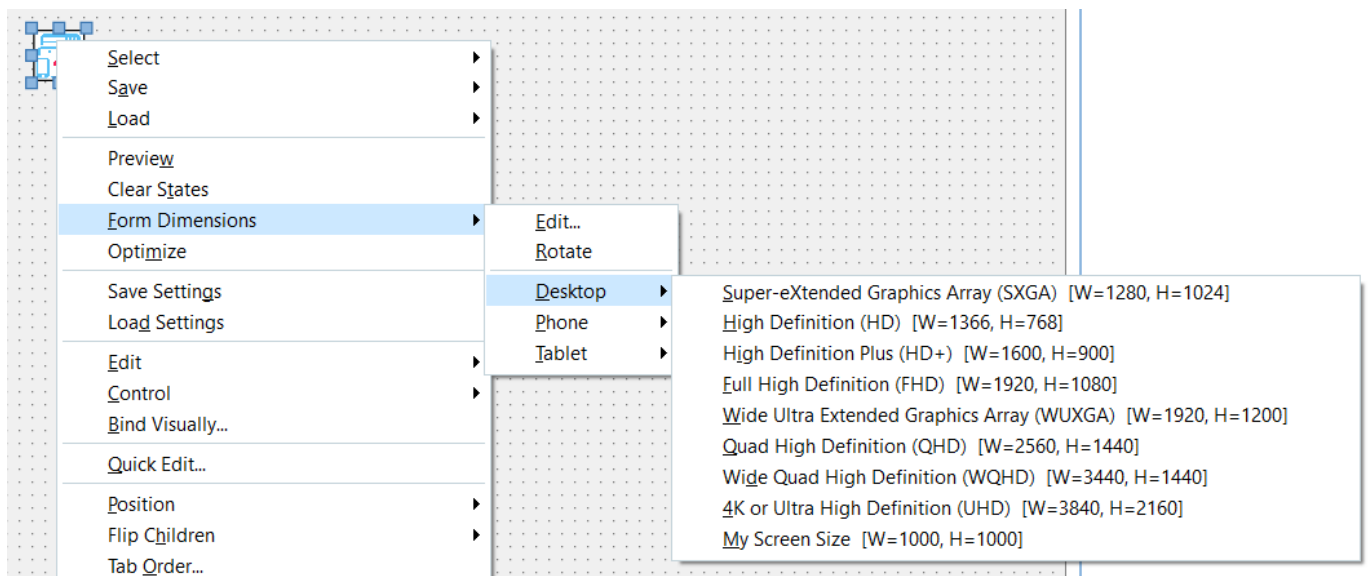 Select
Save
Load
Preview
Clear States
Form Dimensions
Optimize
Save Settings
Load Settings
Edit
Control
Bind Visually...
Quick Edit...
Position
Flip Children
Tab Order...
Edit...
Rotate
Desktop
Phone
Tablet
Super-eXtended Graphics Array (SXGA) [W=1280, H=1024]
High Definition (HD) [W=1366, H=768]
High Definition Plus (HD+) [W=1600, H=900]
Full High Definition (FHD) [W=1920, H=1080]
Wide Ultra Extended Graphics Array (WUXGA) [W=1920, H=1200]
Quad High Definition (QHD) [W=2560, H=1440]
Wide Quad High Definition (WQHD) [W=3440, H=1440]
4K or Ultra High Definition (UHD) [W=3840, H=2160]
My Screen Size [W=1000, H=1000]